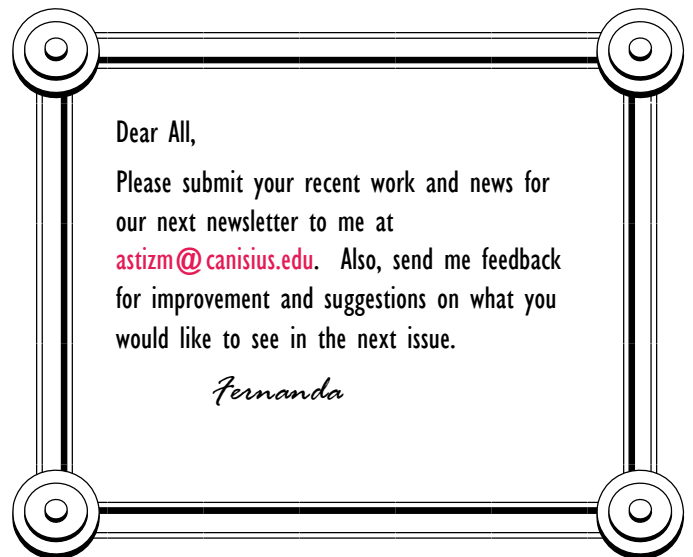 Dear All,
Please submit your recent work and news for
our next newsletter to me at
astizm@canisius.edu. Also, send me feedback
for improvement and suggestions on what you
would like to see in the next issue.
Fernanda